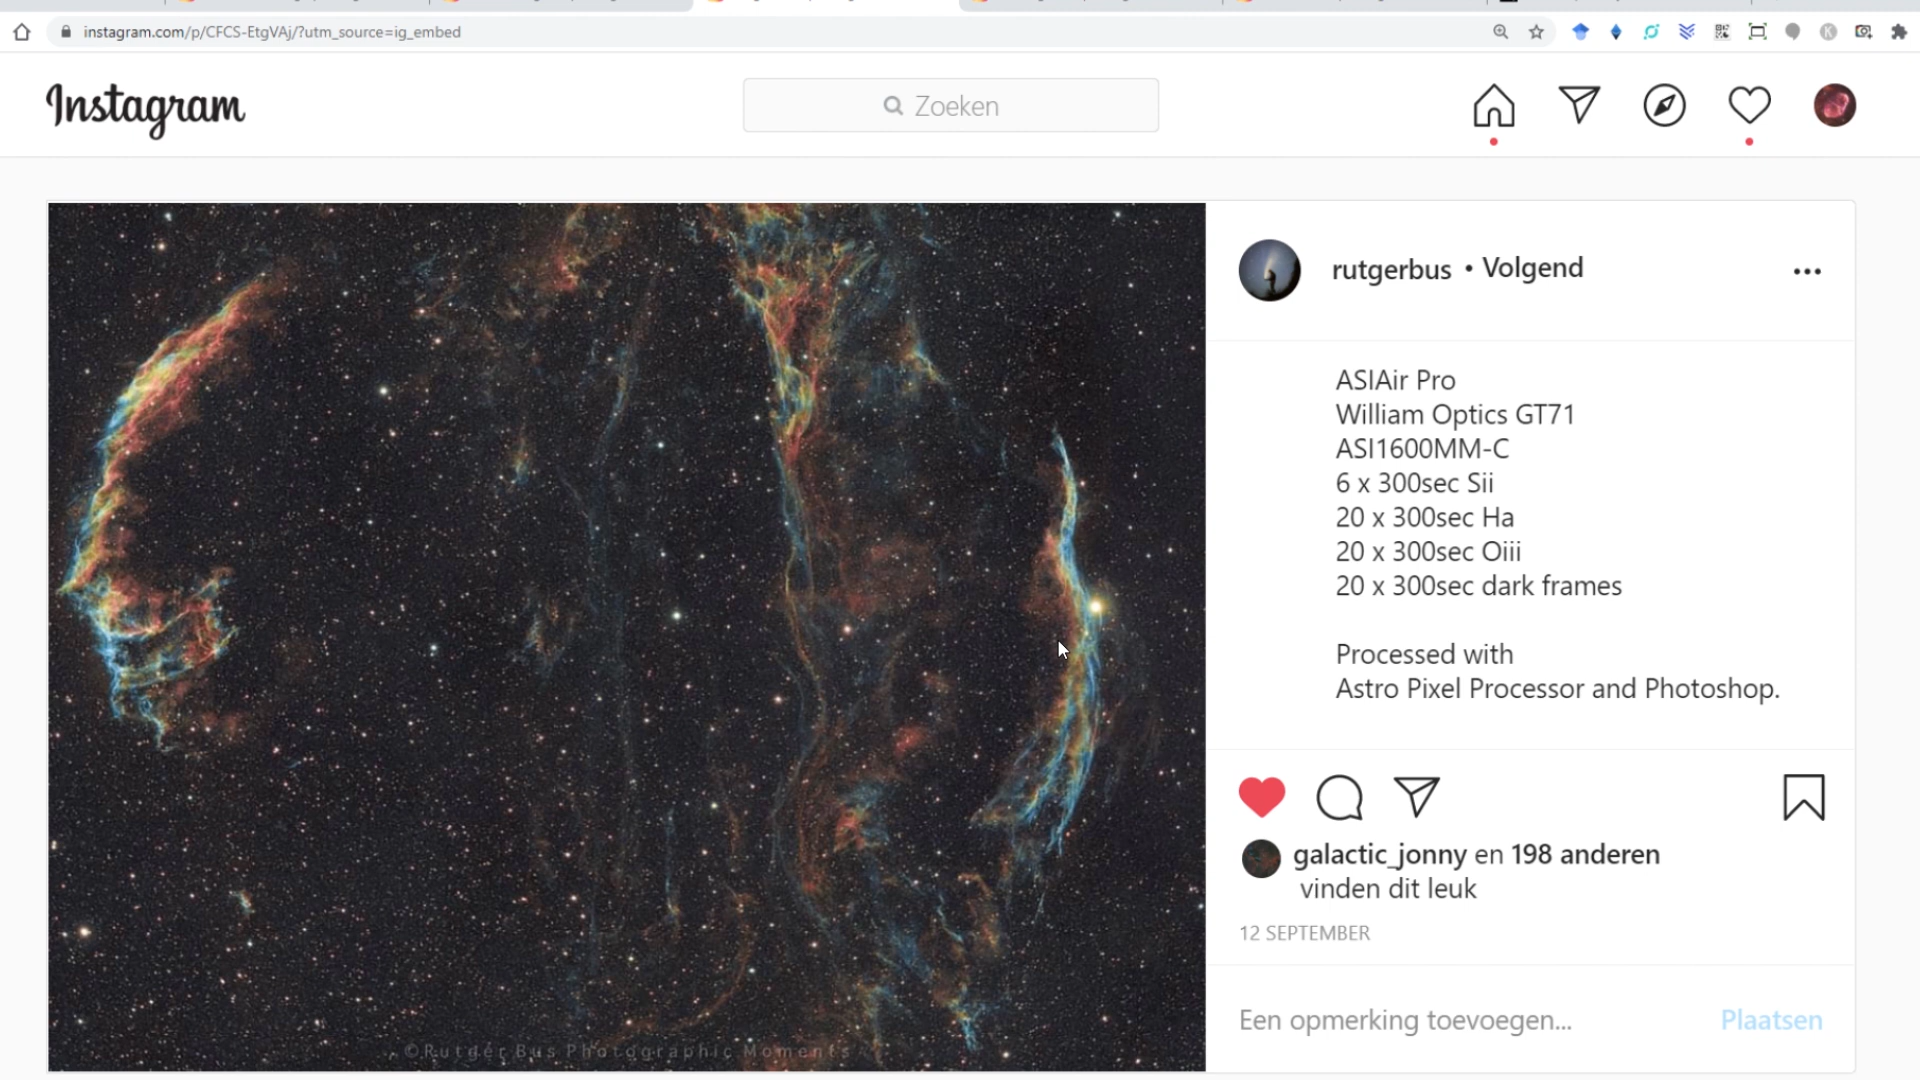 instagram.com/p/CFCS-EtgVAj/?utm_source=ig_embed
Instagram
Zoeken
rutgerbus • Volgend
ASIAir Pro
William Optics GT71
ASI1600MM-C
6 x 300sec Sii
20 x 300sec Ha
20 x 300sec Oiii
20 x 300sec dark frames
Processed with
Astro Pixel Processor and Photoshop.
galactic_jonny en 198 anderen
vinden dit leuk
12 SEPTEMBER
Een opmerking toevoegen...
Plaatsen
©Rutger Bus Photographic Moments